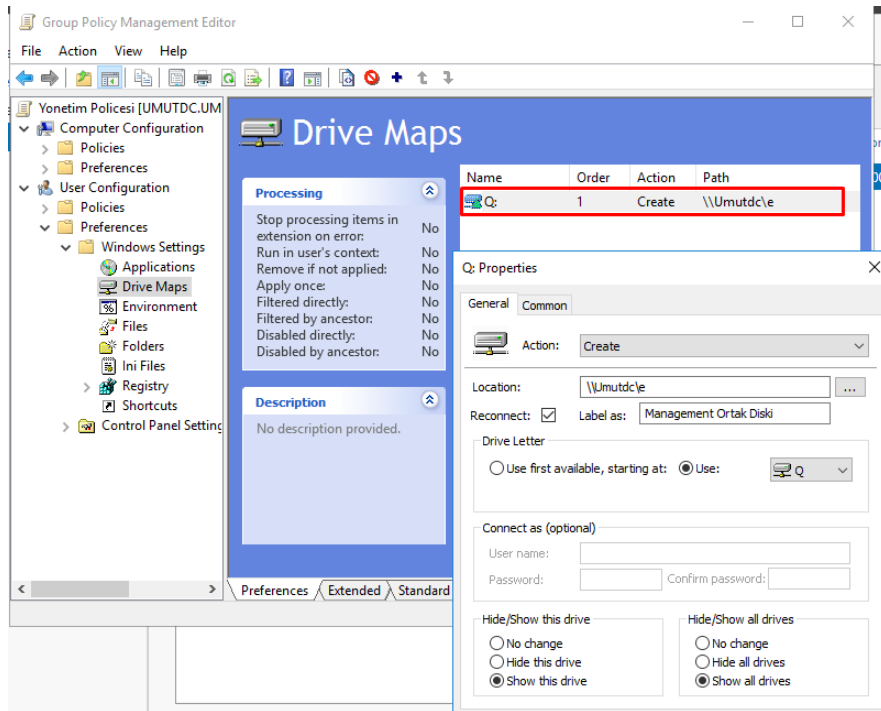 Group Policy Management Editor
File Action View Help
Yonetim Policesi [UMUTDC.UM
Computer Configuration
Policies
Preferences
User Configuration
Policies
Preferences
Windows Settings
Applications
Drive Maps
Environment
Files
Folders
Ini Files
Registry
Shortcuts
Control Panel Setting
Drive Maps
Processing
Stop processing items in extension on error: No
Run in user's context: No
Remove if not applied: No
Apply once: No
Filtered directly: No
Filtered by ancestor: No
Disabled directly: No
Disabled by ancestor: No
Description
No description provided.
Name Order Action Path
Q: 1 Create \\Umutdc\e
Preferences Extended Standard
Q: Properties
General Common
Action: Create
Location: \\Umutdc\e ...
Reconnect: Label as: Management Ortak Diski
Drive Letter
Use first available, starting at: Use: Q
Connect as (optional)
User name:
Password: Confirm password:
Hide/Show this drive Hide/Show all drives
No change No change
Hide this drive Hide all drives
Show this drive Show all drives